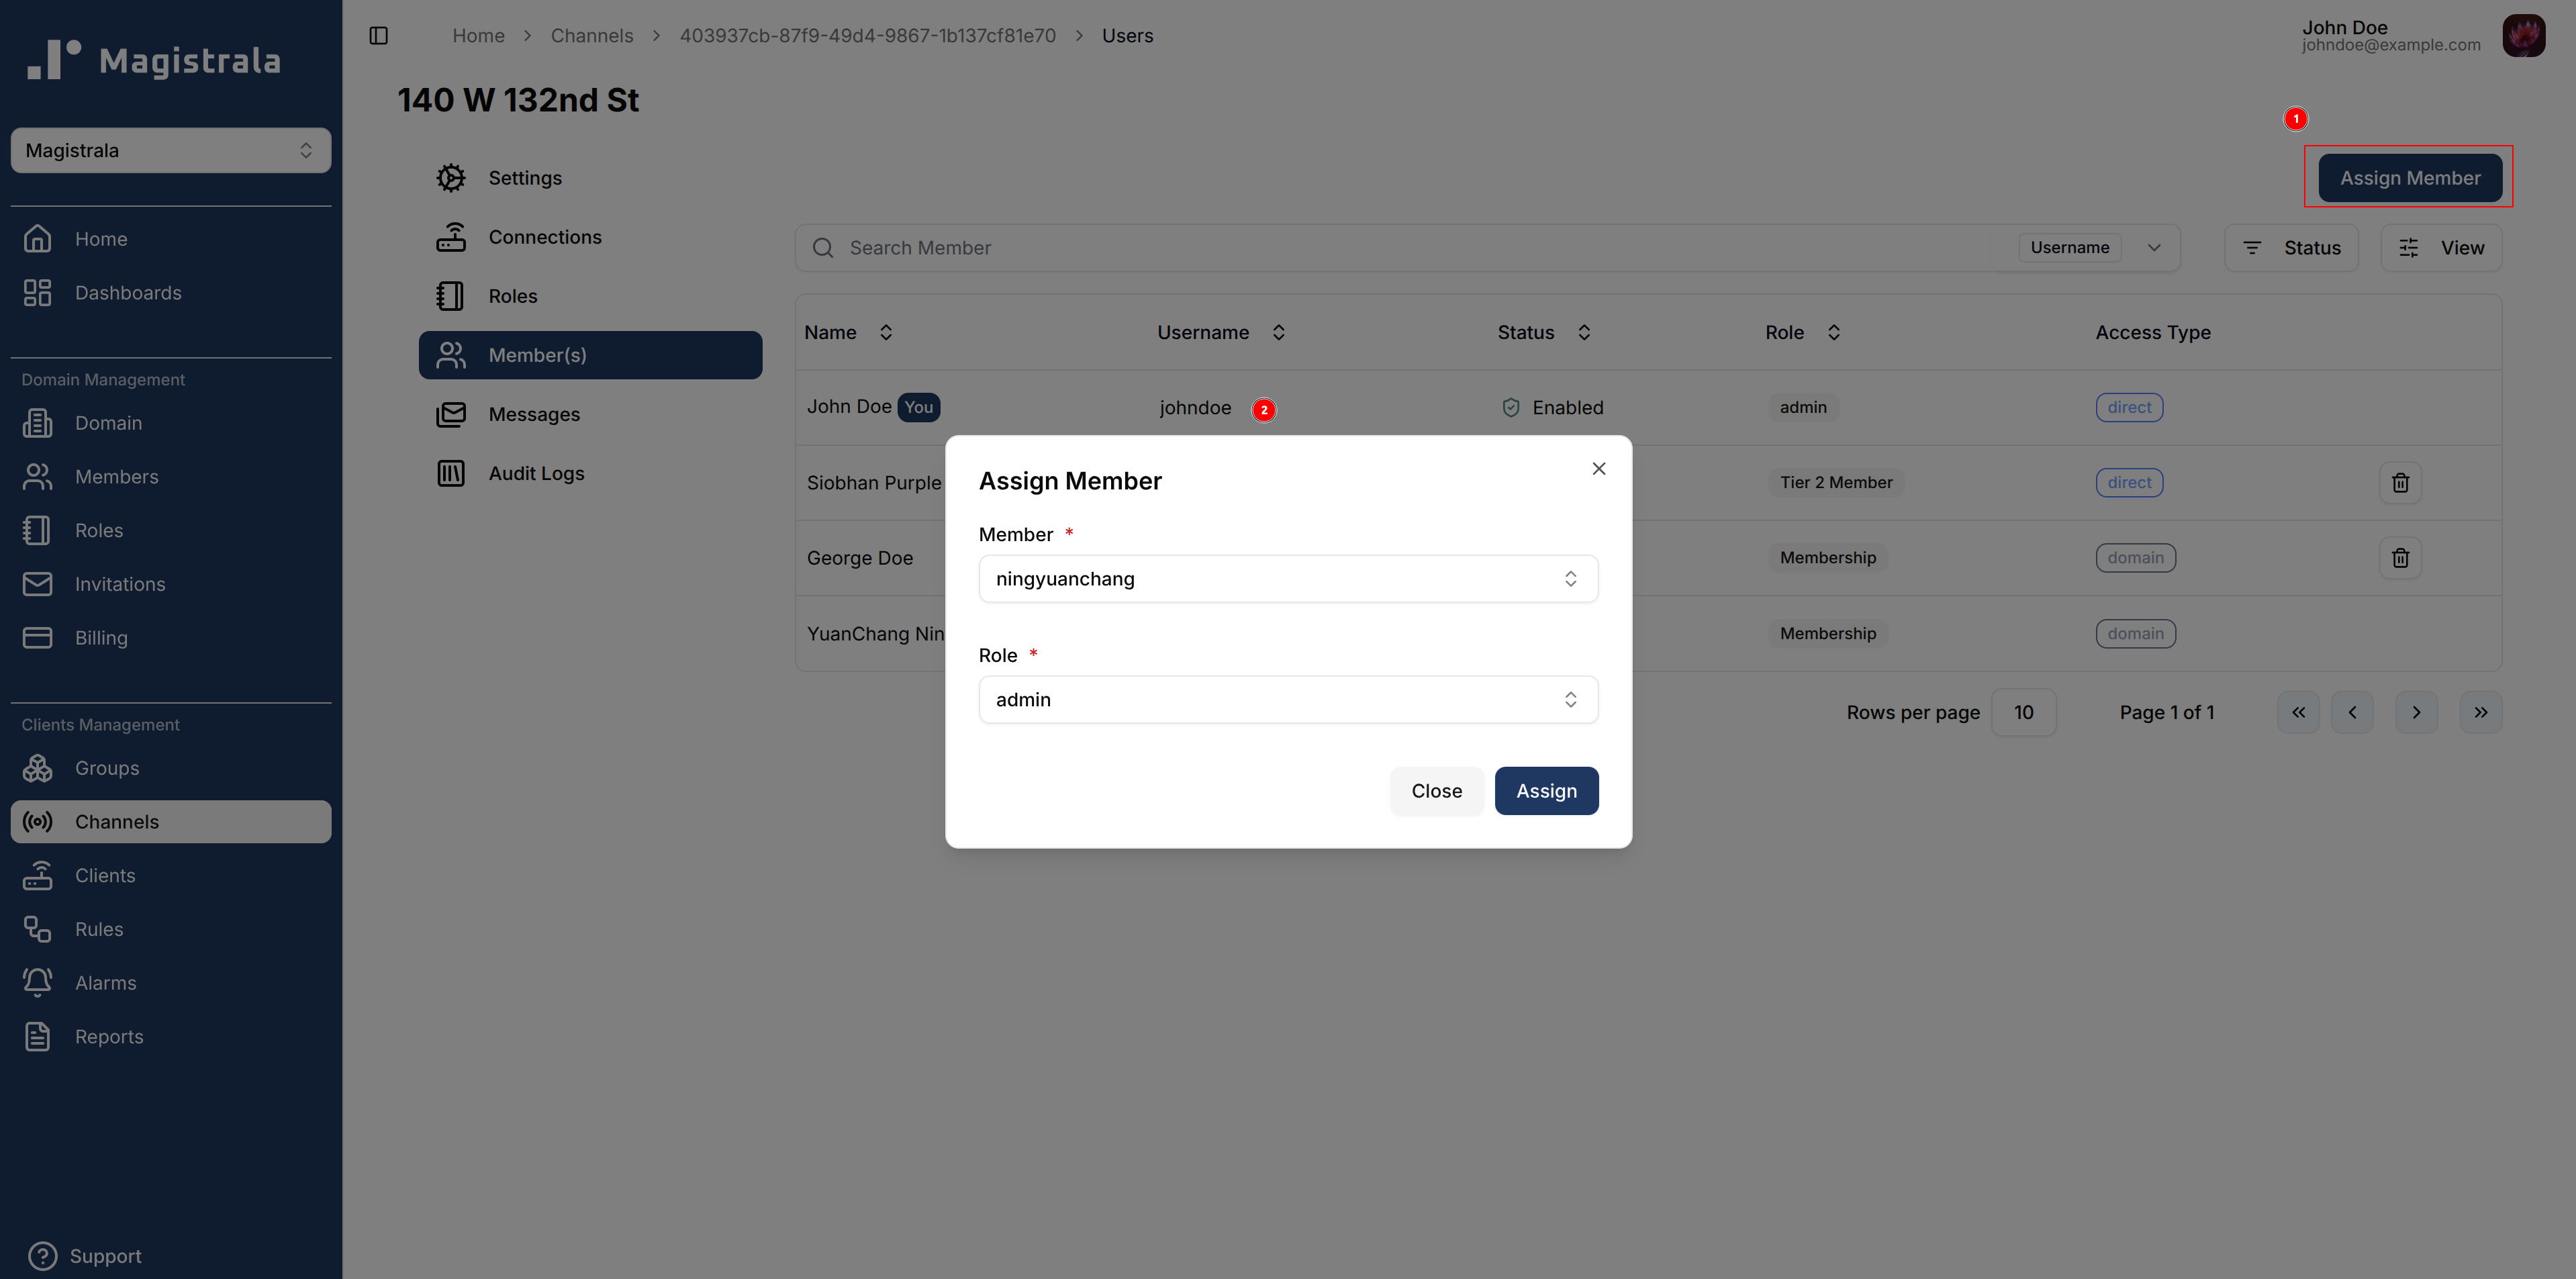 Magistrala
Magistrala
Home
Dashboards
Domain Management
Domain
Members
Roles
Invitations
Billing
Clients Management
Groups
Channels
Clients
Rules
Alarms
Reports
Support
Home > Channels > 403937cb-87f9-49d4-9867-1b137cf81e70 > Users
John Doe
johndoe@example.com
140 W 132nd St
1
Settings
Connections
Roles
Member(s)
Messages
Audit Logs
Assign Member
Search Member
Username
Status
View
Name Username Status Role Access Type
John Doe You johndoe 2 Enabled admin direct
Siobhan Purple Tier 2 Member direct
George Doe Membership domain
YuanChang Nin Membership domain
Rows per page 10 Page 1 of 1
Assign Member
Member *
ningyuanchang
Role *
admin
Close Assign